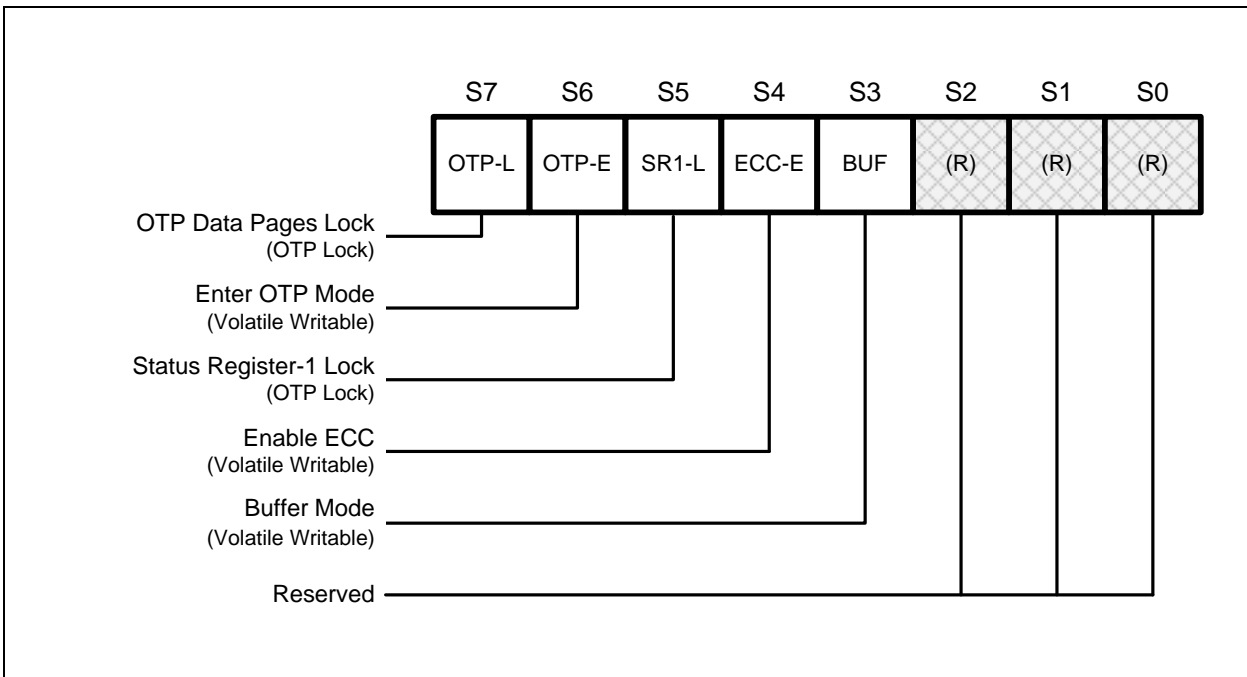 S7 S6 S5 S4 S3 S2 S1 S0
OTP-L OTP-E SR1-L ECC-E BUF (R) (R) (R)
OTP Data Pages Lock
(OTP Lock)
Enter OTP Mode
(Volatile Writable)
Status Register-1 Lock
(OTP Lock)
Enable ECC
(Volatile Writable)
Buffer Mode
(Volatile Writable)
Reserved